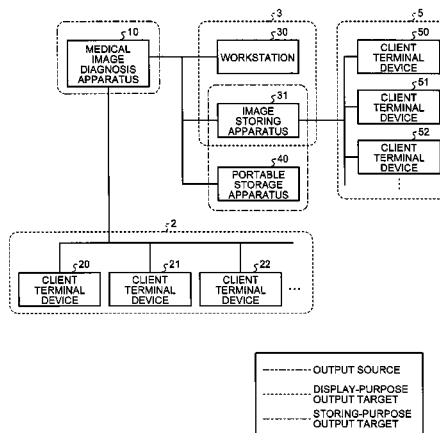 10
MEDICAL
IMAGE
DIAGNOSIS
APPARATUS
3
30
WORKSTATION
31
IMAGE
STORING
APPARATUS
40
PORTABLE
STORAGE
APPARATUS
5
50
CLIENT
TERMINAL
DEVICE
51
CLIENT
TERMINAL
DEVICE
52
CLIENT
TERMINAL
DEVICE
2
20
CLIENT
TERMINAL
DEVICE
21
CLIENT
TERMINAL
DEVICE
22
CLIENT
TERMINAL
DEVICE
...
OUTPUT SOURCE
DISPLAY-PURPOSE
OUTPUT TARGET
STORING-PURPOSE
OUTPUT TARGET